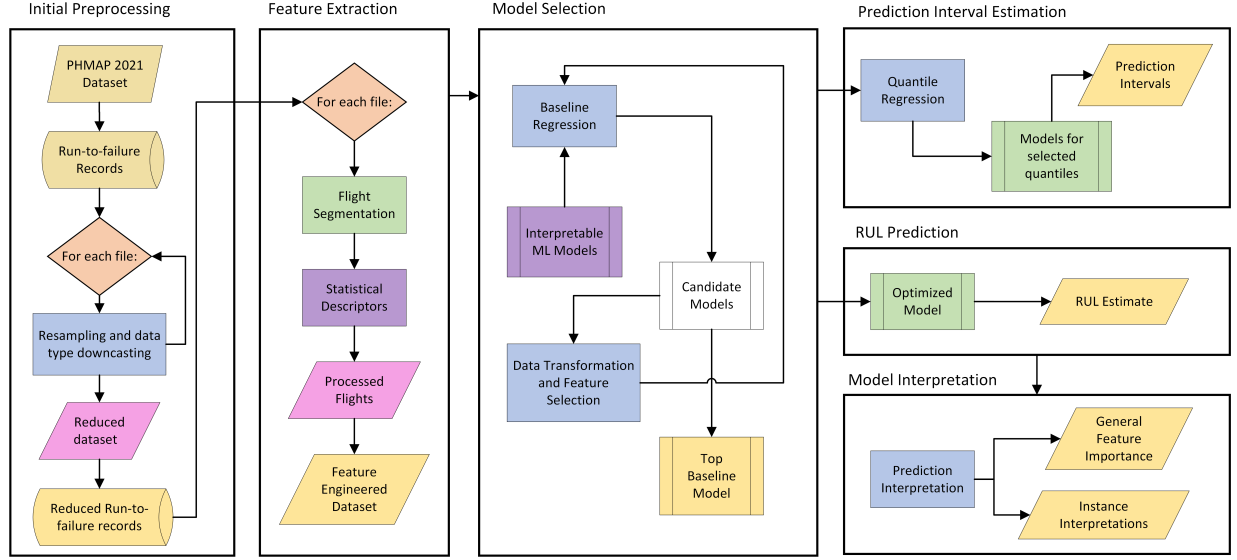 Initial Preprocessing
PHMAP 2021
Dataset
Run-to-failure
Records
For each file:
Resampling and data
type downcasting
Reduced
dataset
Reduced Run-to-
failure records
Feature Extraction
For each file:
Flight
Segmentation
Statistical
Descriptors
Processed
Flights
Feature
Engineered
Dataset
Model Selection
Baseline
Regression
Interpretable
ML Models
Candidate
Models
Data Transformation
and Feature
Selection
Top
Baseline
Model
Prediction Interval Estimation
Quantile
Regression
Models for
selected
quantiles
Prediction
Intervals
RUL Prediction
Optimized
Model
RUL Estimate
Model Interpretation
Prediction
Interpretation
General
Feature
Importance
Instance
Interpretations